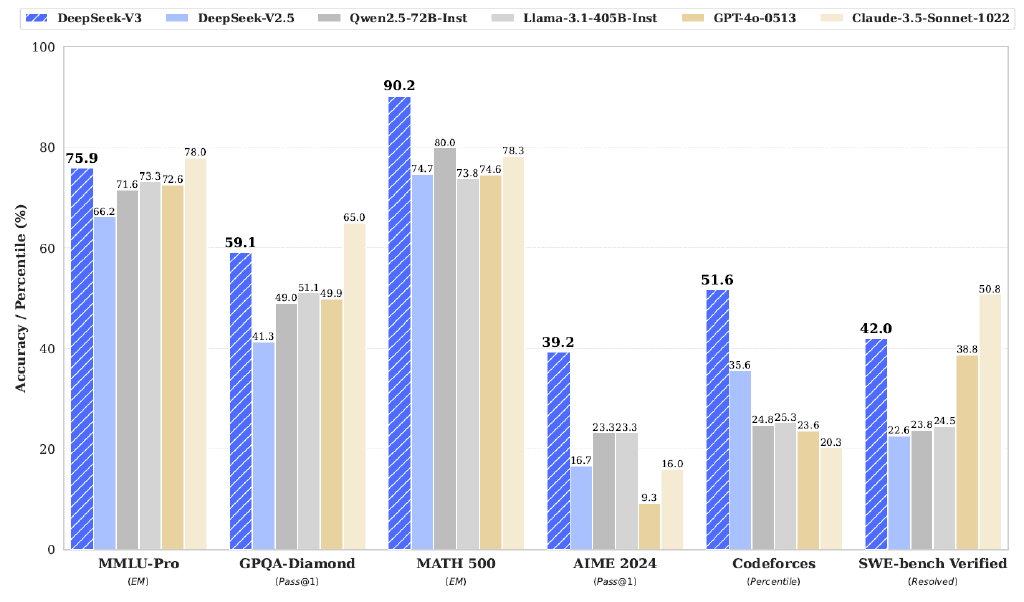 DeepSeek-V3 DeepSeek-V2.5 Qwen2.5-72B-Inst Llama-3.1-405B-Inst GPT-4o-0513 Claude-3.5-Sonnet-1022
Accuracy / Percentile (%)
100
80
60
40
20
0
75.9 66.2 71.6 73.3 72.6 78.0
59.1 41.3 49.0 51.1 49.9 65.0
90.2 74.7 80.0 73.8 74.6 78.3
39.2 16.7 23.3 23.3 9.3 16.0
51.6 35.6 24.8 25.3 23.6 20.3
42.0 22.6 23.8 24.5 38.8 50.8
MMLU-Pro GPQA-Diamond MATH 500 AIME 2024 Codeforces SWE-bench Verified
(EM) (Pass@1) (EM) (Pass@1) (Percentile) (Resolved)